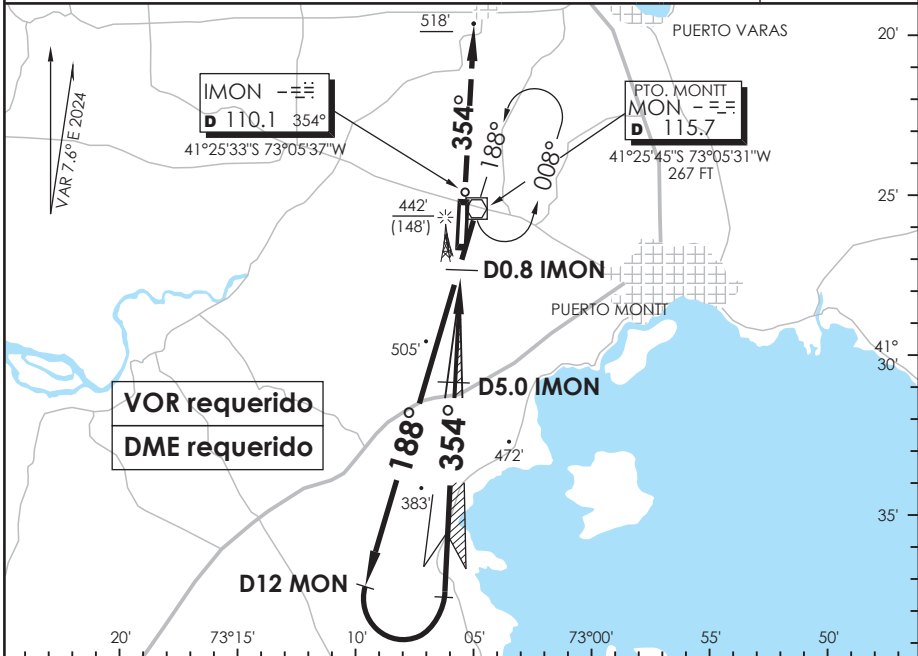 518'
PUERTO VARAS
20'
VAR 7.6° E 2024
IMON
D 110.1 354°
41°25'33"S 73°05'37"W
354°
188°
008°
PTO. MONTT
MON
D 115.7
41°25'45"S 73°05'31"W
267 FT
25'
442'
(148')
D0.8 IMON
PUERTO MONTT
505'
41°
30'
D5.0 IMON
VOR requerido
DME requerido
188°
354°
472'
383'
35'
D12 MON
20'
73°15'
10'
05'
73°00'
55'
50'